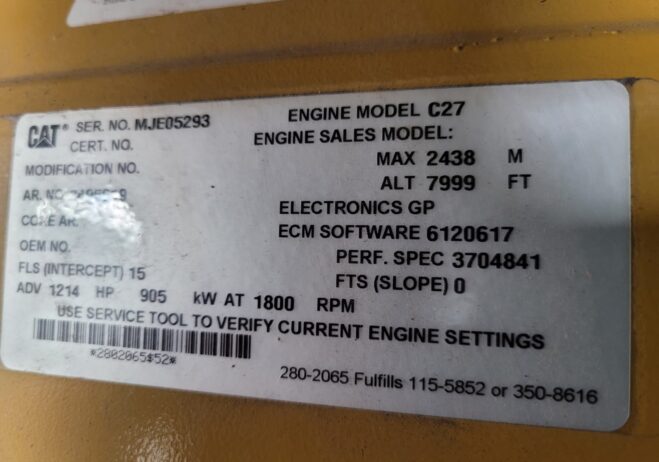 CAT® SER. NO. MJE05293 ENGINE MODEL C27
CERT. NO. ENGINE SALES MODEL:
MODIFICATION NO. MAX 2438 M
AR. NO. ALT 7999 FT
AR. ELECTRONICS GP
OEM NO. ECM SOFTWARE 6120617
FLS (INTERCEPT) 15 PERF. SPEC 3704841
FTS (SLOPE) 0
ADV 1214 HP 905 kW AT 1800 RPM
USE SERVICE TOOL TO VERIFY CURRENT ENGINE SETTINGS
*2802065$52*
280-2065 Fulfills 115-5852 or 350-8616